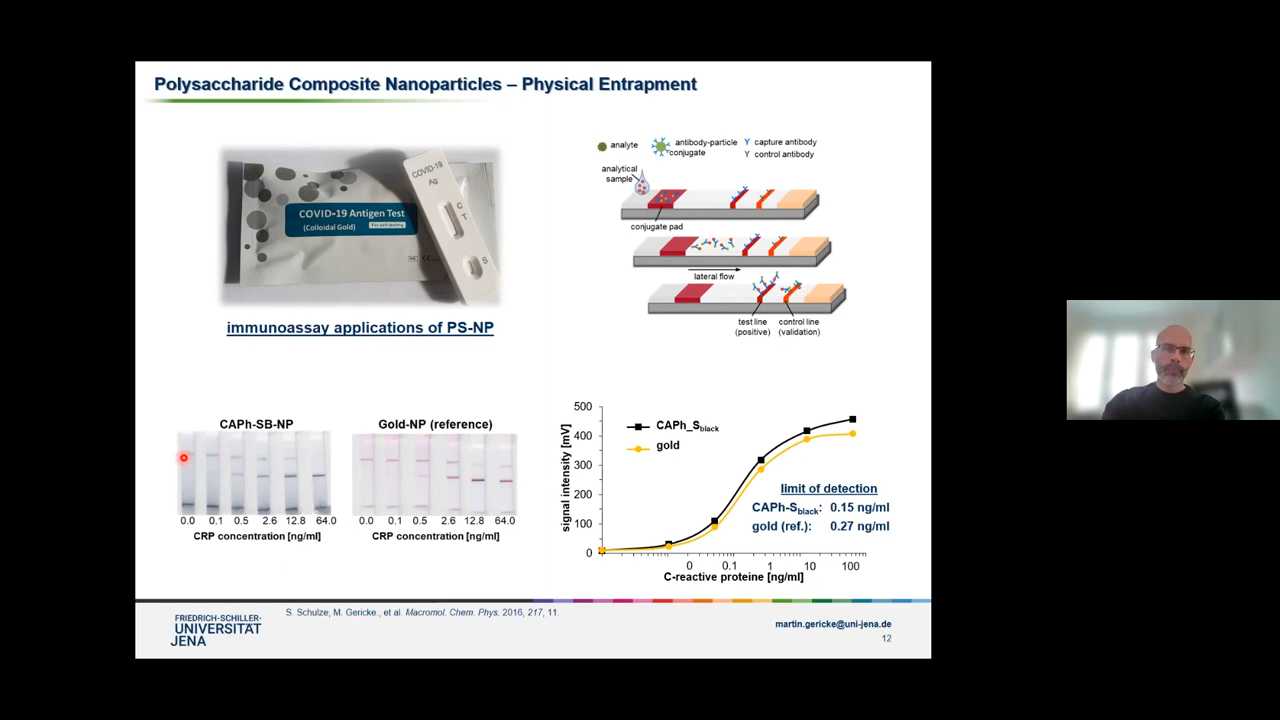 Polysaccharide Composite Nanoparticles – Physical Entrapment
COVID-19 Antigen Test
(Colloidal Gold)
For self-testing
COVID-19
Ag
C
T
S
immunoassay applications of PS-NP
analyte
antibody-particle
conjugate
capture antibody
control antibody
analytical
sample
conjugate pad
lateral flow
test line
(positive)
control line
(validation)
CAPh-SB-NP
0.0 0.1 0.5 2.6 12.8 64.0
CRP concentration [ng/ml]
Gold-NP (reference)
0.0 0.1 0.5 2.6 12.8 64.0
CRP concentration [ng/ml]
signal intensity [mV]
500
400
300
200
100
0
CAPh_Sblack
gold
limit of detection
CAPh-Sblack: 0.15 ng/ml
gold (ref.): 0.27 ng/ml
0 0.1 1 10 100
C-reactive proteine [ng/ml]
FRIEDRICH-SCHILLER-
UNIVERSITÄT
JENA
S. Schulze, M. Gericke., et al. Macromol. Chem. Phys. 2016, 217, 11.
martin.gericke@uni-jena.de
12